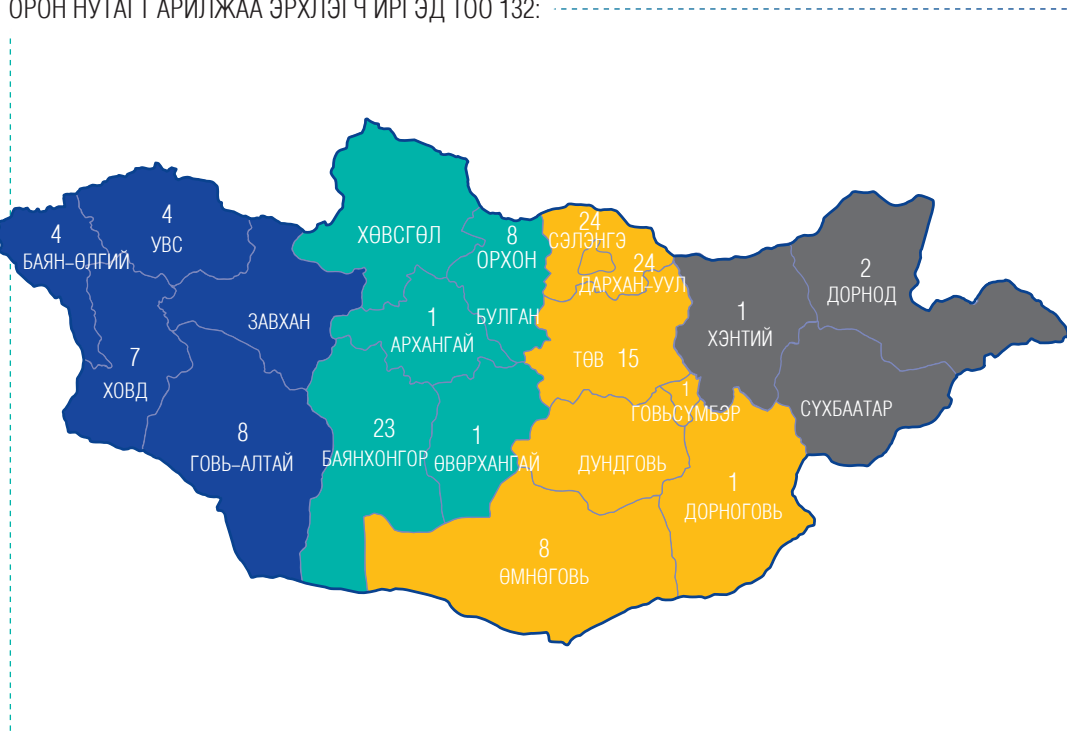 ОРОН НУТАГТ АРИЛЖАА ЭРХЛЭГЧ ИРГЭД ТОО 132:
4
УВС
4
БАЯН-ӨЛГИЙ
ХӨВСГӨЛ
8
ОРХОН
24
СЭЛЭНГЭ
24
ДАРХАН-УУЛ
2
ДОРНОД
ЗАВХАН
1
АРХАНГАЙ
БУЛГАН
1
ХЭНТИЙ
7
ХОВД
ТӨВ 15
1
ГОВЬСҮМБЭР
СҮХБААТАР
8
ГОВЬ-АЛТАЙ
23
БАЯНХОНГОР
1
ӨВӨРХАНГАЙ
ДУНДГОВЬ
1
ДОРНОГОВЬ
8
ӨМНӨГОВЬ